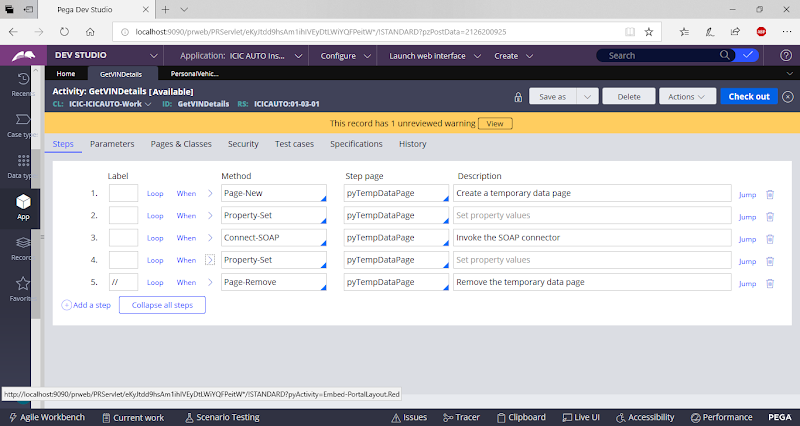 Pega Dev Studio
localhost:9090/prweb/PRServlet/eKyJtdd9hsAm1ihIVEyDtLWiYQFPeitW*/!STANDARD?pzPostData=2126200925
DEV STUDIO Application: ICIC AUTO Ins... Configure Launch web interface Create Search
Home GetVINDetails PersonalVehic...
Activity: GetVINDetails [Available]
CL: ICIC-ICICAUTO-Work ID: GetVINDetails RS: ICICAUTO:01-03-01
Save as Delete Actions Check out
This record has 1 unreviewed warning View
Steps Parameters Pages & Classes Security Test cases Specifications History
Recen
Case type
Data typ
App
Record
Favorite
Label Method Step page Description
1. Loop When Page-New pyTempDataPage Create a temporary data page Jump
2. Loop When Property-Set pyTempDataPage Set property values Jump
3. Loop When Connect-SOAP pyTempDataPage Invoke the SOAP connector Jump
4. Loop When Property-Set pyTempDataPage Set property values Jump
5. // Loop When Page-Remove pyTempDataPage Remove the temporary data page Jump
Add a step Collapse all steps
http://localhost:9090/prweb/PRServlet/eKyJtdd9hsAm1ihIVEyDtLWiYQFPeitW*/!STANDARD?pyActivity=Embed-PortalLayout.Red
Agile Workbench Current work Scenario Testing Issues Tracer Clipboard Live UI Accessibility Performance PEGA